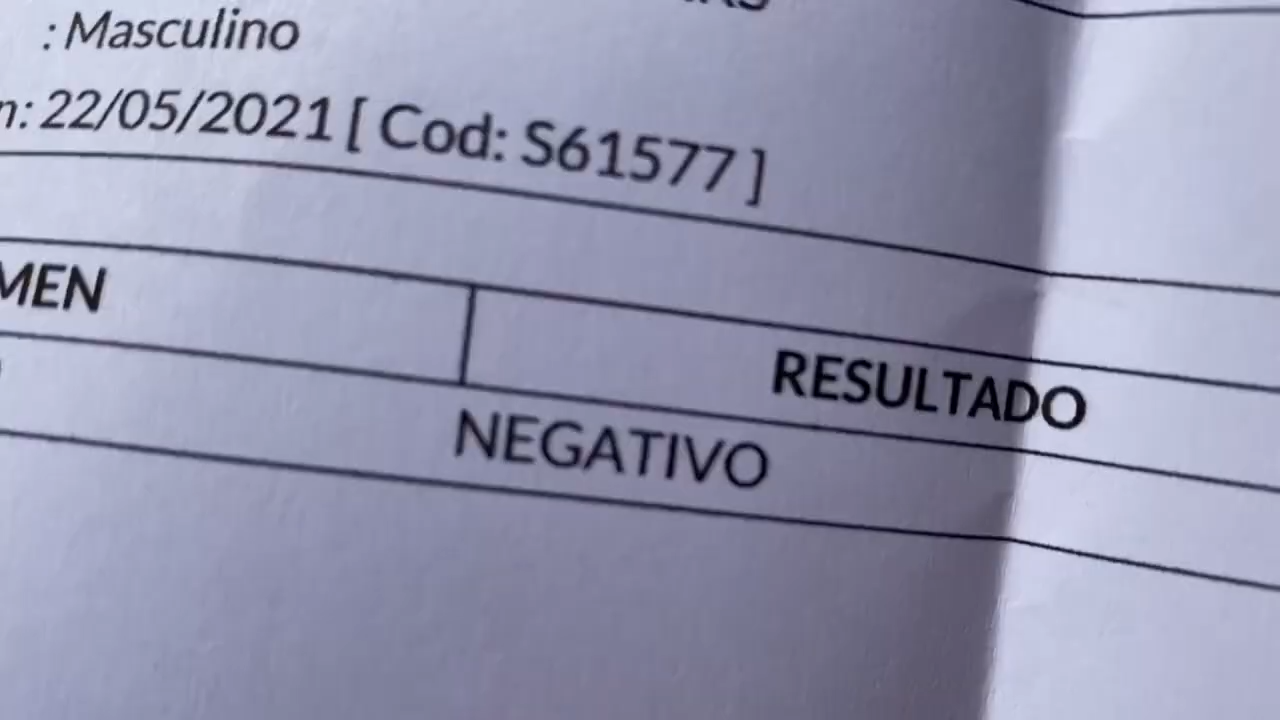 : Masculino
n: 22/05/2021 [ Cod: S61577 ]
MEN
RESULTADO
NEGATIVO